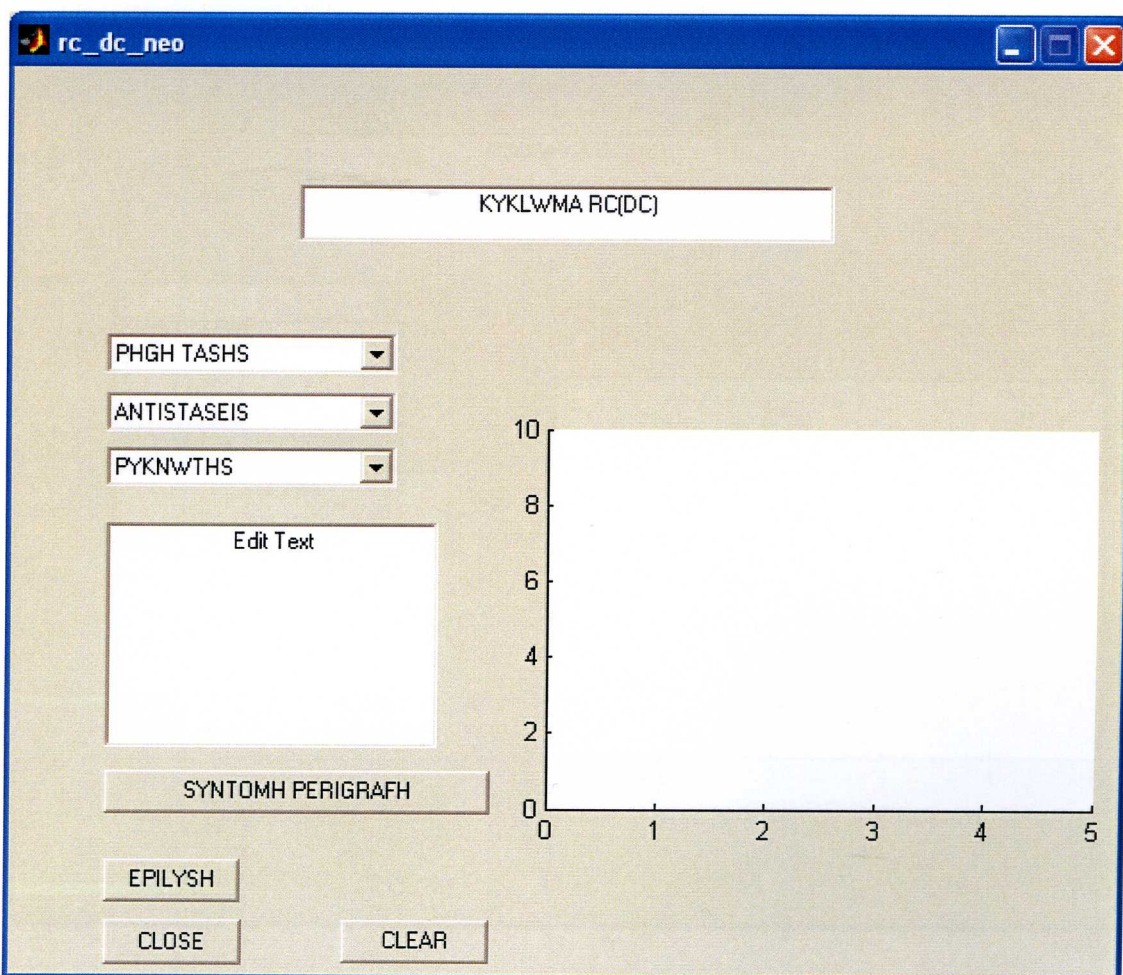 rc_dc_neo
KYKLWMA RC(DC)
PHGH TASHS
ANTISTASEIS
PYKNWTHS
Edit Text
SYNTOMH PERIGRAFH
EPILYSH
CLOSE
CLEAR
10
8
6
4
2
0
0 1 2 3 4 5